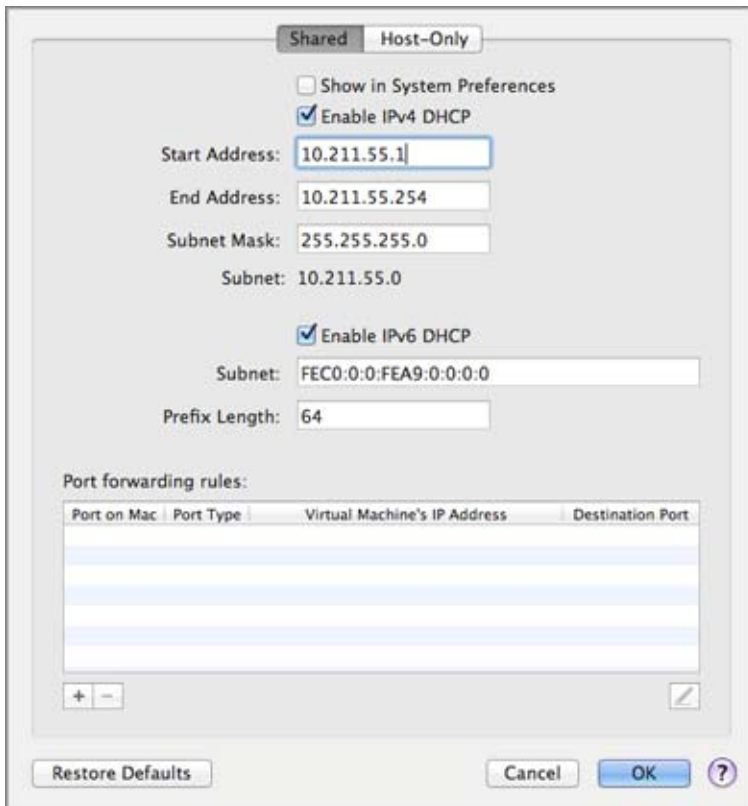 Shared Host-Only
Show in System Preferences
Enable IPv4 DHCP
Start Address: 10.211.55.1
End Address: 10.211.55.254
Subnet Mask: 255.255.255.0
Subnet: 10.211.55.0
Enable IPv6 DHCP
Subnet: FEC0:0:0:FEA9:0:0:0:0
Prefix Length: 64
Port forwarding rules:
Port on Mac Port Type Virtual Machine's IP Address Destination Port
+ −
Restore Defaults Cancel OK ?